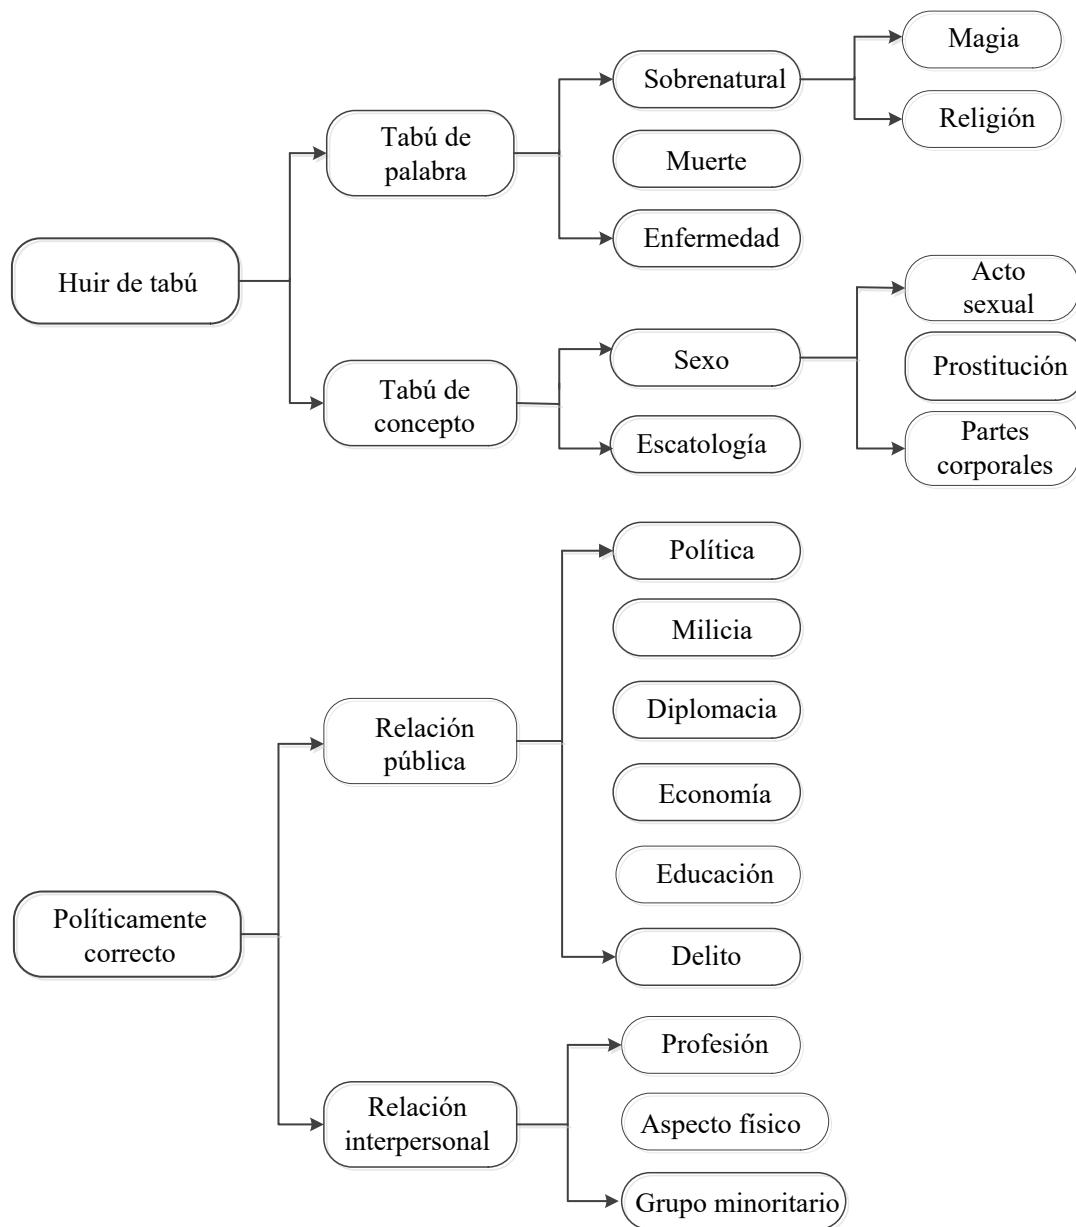 Huir de tabú
Tabú de
palabra
Sobrenatural
Magia
Religión
Muerte
Enfermedad
Tabú de
concepto
Sexo
Acto
sexual
Prostitución
Partes
corporales
Escatología
Políticamente
correcto
Relación
pública
Política
Milicia
Diplomacia
Economía
Educación
Delito
Relación
interpersonal
Profesión
Aspecto físico
Grupo minoritario